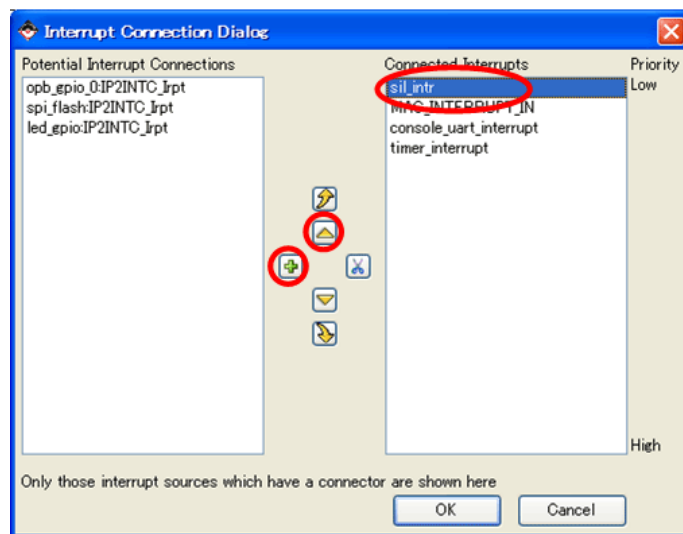 Interrupt Connection Dialog
Potential Interrupt Connections
opb_gpio_0:IP2INTC_Irpt
spi_flash:IP2INTC_Irpt
led_gpio:IP2INTC_Irpt
Connected Interrupts
sil_intr
MAC_INTERRUPT_IN
console_uart_interrupt
timer_interrupt
Priority
Low
High
Only those interrupt sources which have a connector are shown here
OK
Cancel